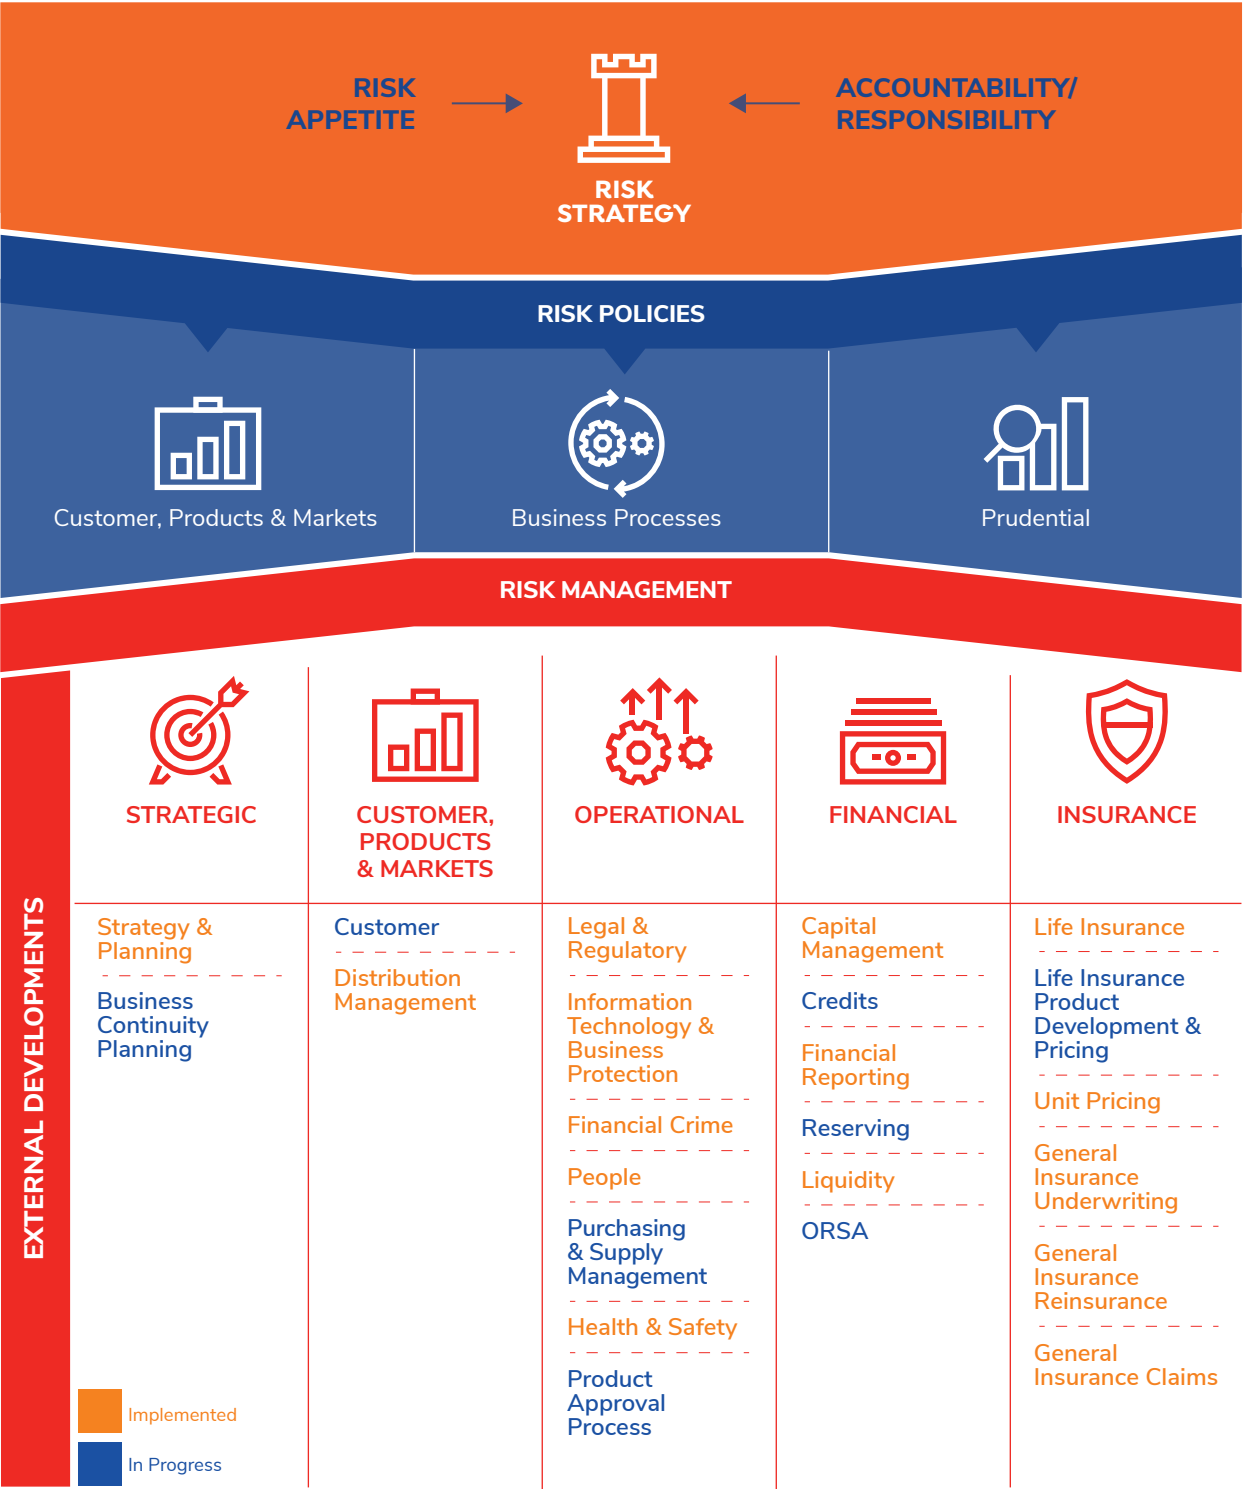 RISK
APPETITE
ACCOUNTABILITY/
RESPONSIBILITY
RISK
STRATEGY
RISK POLICIES
Customer, Products & Markets
Business Processes
Prudential
RISK MANAGEMENT
EXTERNAL DEVELOPMENTS
STRATEGIC
Strategy &
Planning
Business
Continuity
Planning
CUSTOMER,
PRODUCTS
& MARKETS
Customer
Distribution
Management
OPERATIONAL
Legal &
Regulatory
Information
Technology &
Business
Protection
Financial Crime
People
Purchasing
& Supply
Management
Health & Safety
Product
Approval
Process
FINANCIAL
Capital
Management
Credits
Financial
Reporting
Reserving
Liquidity
ORSA
INSURANCE
Life Insurance
Life Insurance
Product
Development &
Pricing
Unit Pricing
General
Insurance
Underwriting
General
Insurance
Reinsurance
General
Insurance Claims
Implemented
In Progress